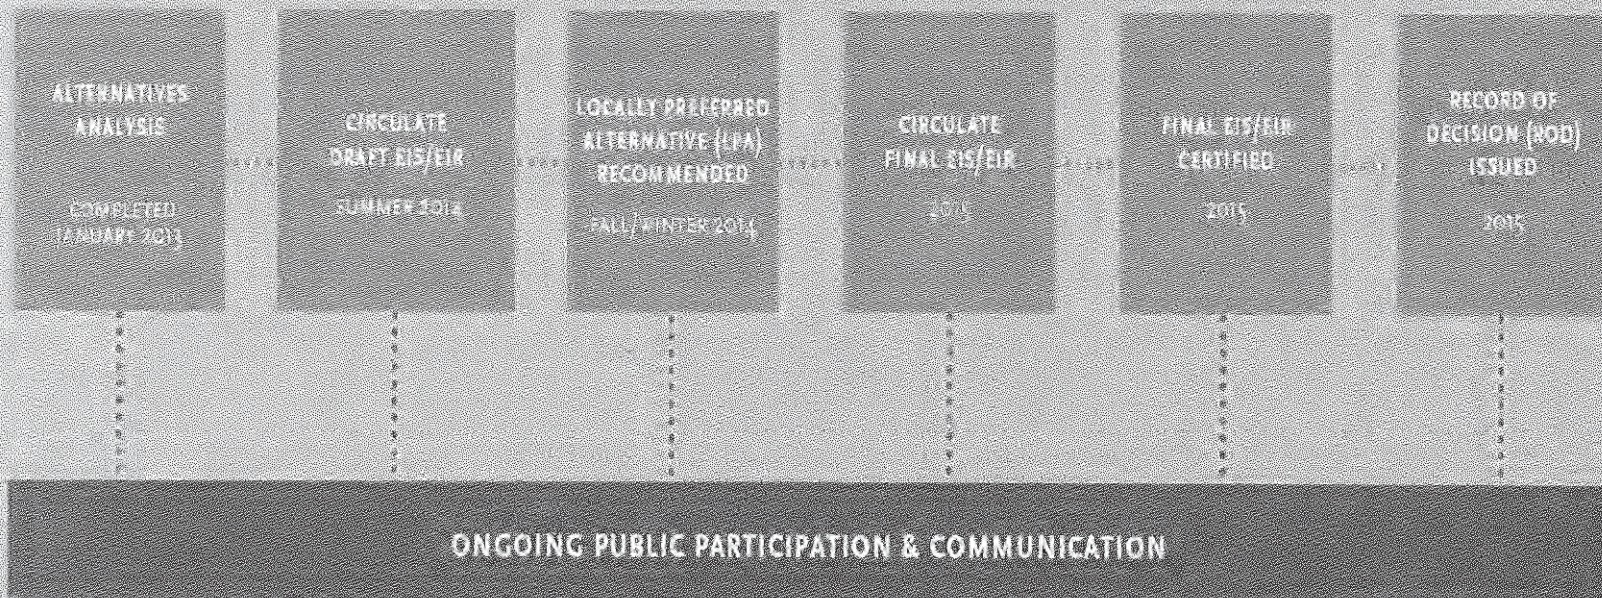 ALTERNATIVES
ANALYSIS
COMPLETED
JANUARY 2013
CIRCULATE
DRAFT EIS/EIR
SUMMER 2014
LOCALLY PREFERRED
ALTERNATIVE (LPA)
RECOMMENDED
FALL/WINTER 2014
CIRCULATE
FINAL EIS/EIR
2015
FINAL EIS/EIR
CERTIFIED
2015
RECORD OF
DECISION (ROD)
ISSUED
2015
ONGOING PUBLIC PARTICIPATION & COMMUNICATION